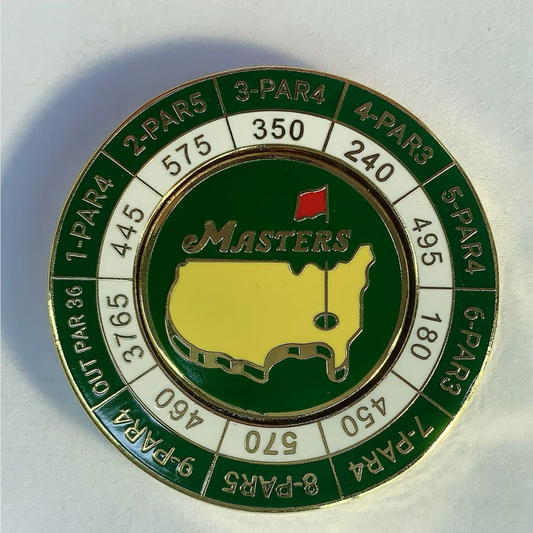 MASTERS
1-PAR4
445
2-PAR5
575
3-PAR4
350
4-PAR3
240
5-PAR4
495
6-PAR3
180
7-PAR4
450
8-PAR5
570
9-PAR4
460
OUT PAR 36
3765